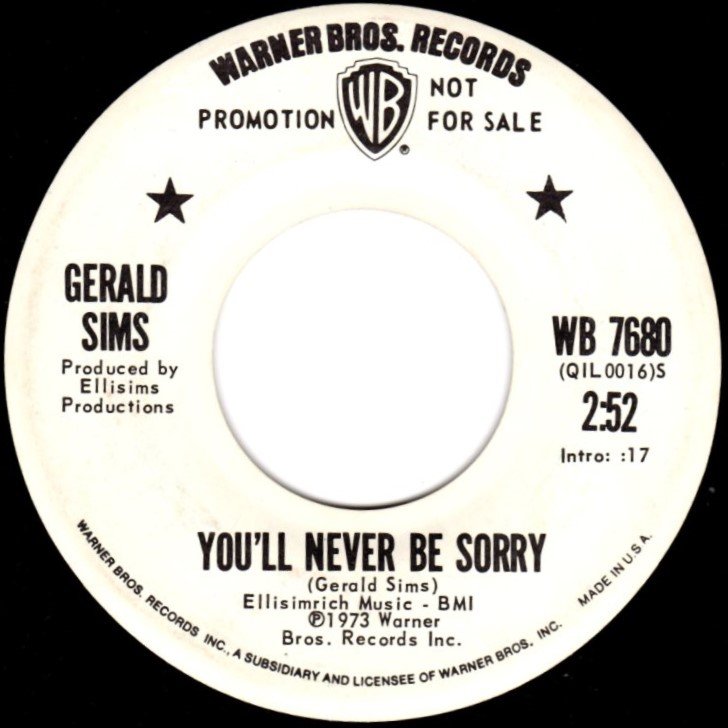 WARNER BROS. RECORDS
WB
®
PROMOTION
NOT
FOR SALE
GERALD
SIMS
Produced by
Ellisims
Productions
WB 7680
(QIL0016)S
2:52
Intro: :17
YOU'LL NEVER BE SORRY
(Gerald Sims)
Ellisimrich Music - BMI
℗1973 Warner
Bros. Records Inc.
WARNER BROS. RECORDS INC., A SUBSIDIARY AND LICENSEE OF WARNER BROS. INC.
MADE IN U.S.A.